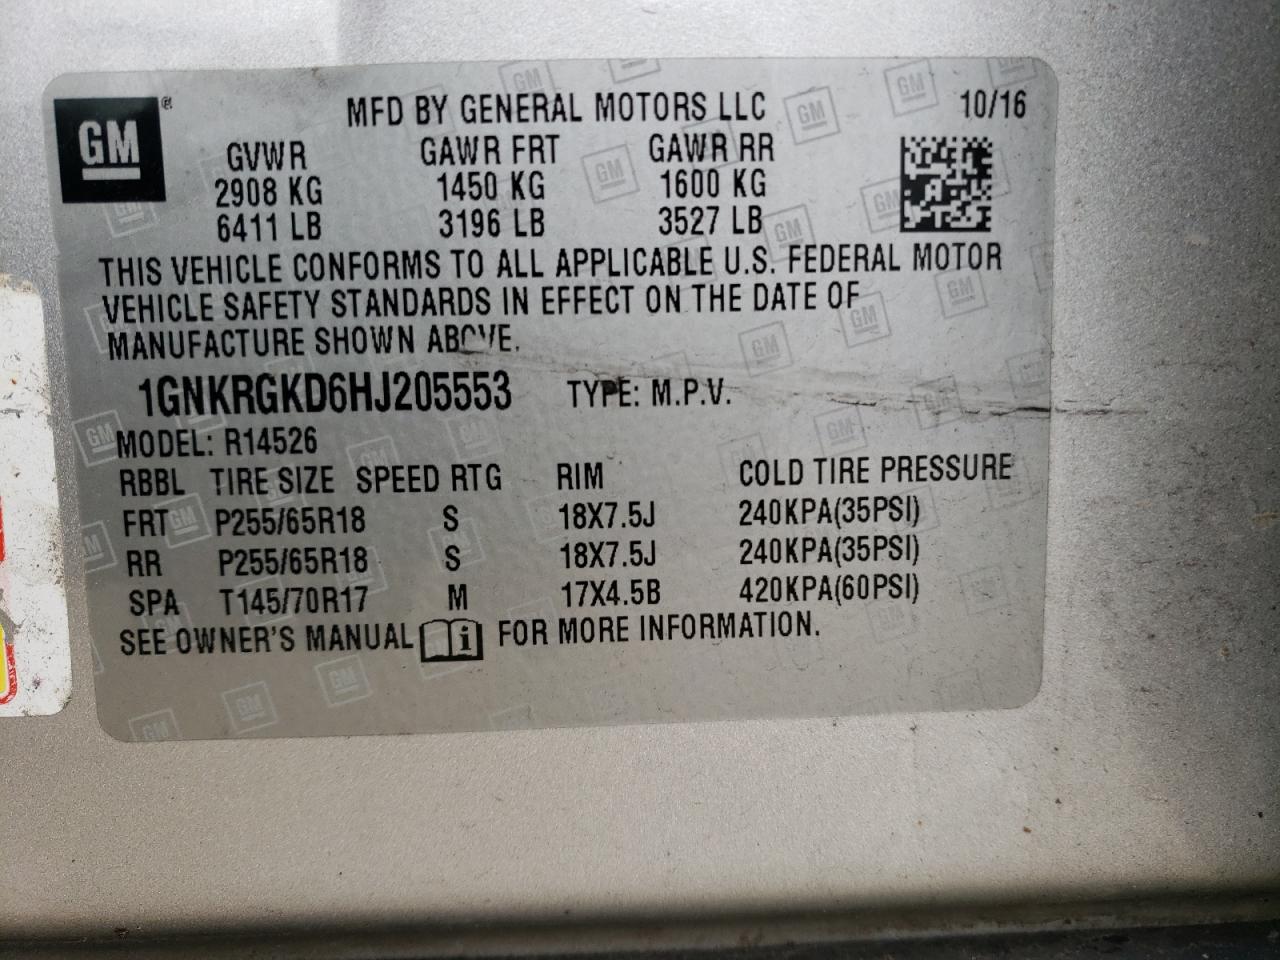 GM ® MFD BY GENERAL MOTORS LLC 10/16
GVWR GAWR FRT GAWR RR
2908 KG 1450 KG 1600 KG
6411 LB 3196 LB 3527 LB
THIS VEHICLE CONFORMS TO ALL APPLICABLE U.S. FEDERAL MOTOR
VEHICLE SAFETY STANDARDS IN EFFECT ON THE DATE OF
MANUFACTURE SHOWN ABOVE.
1GNKRGKD6HJ205553 TYPE: M.P.V.
MODEL: R14526
RBBL TIRE SIZE SPEED RTG RIM COLD TIRE PRESSURE
FRT P255/65R18 S 18X7.5J 240KPA(35PSI)
RR P255/65R18 S 18X7.5J 240KPA(35PSI)
SPA T145/70R17 M 17X4.5B 420KPA(60PSI)
SEE OWNER'S MANUAL i FOR MORE INFORMATION.